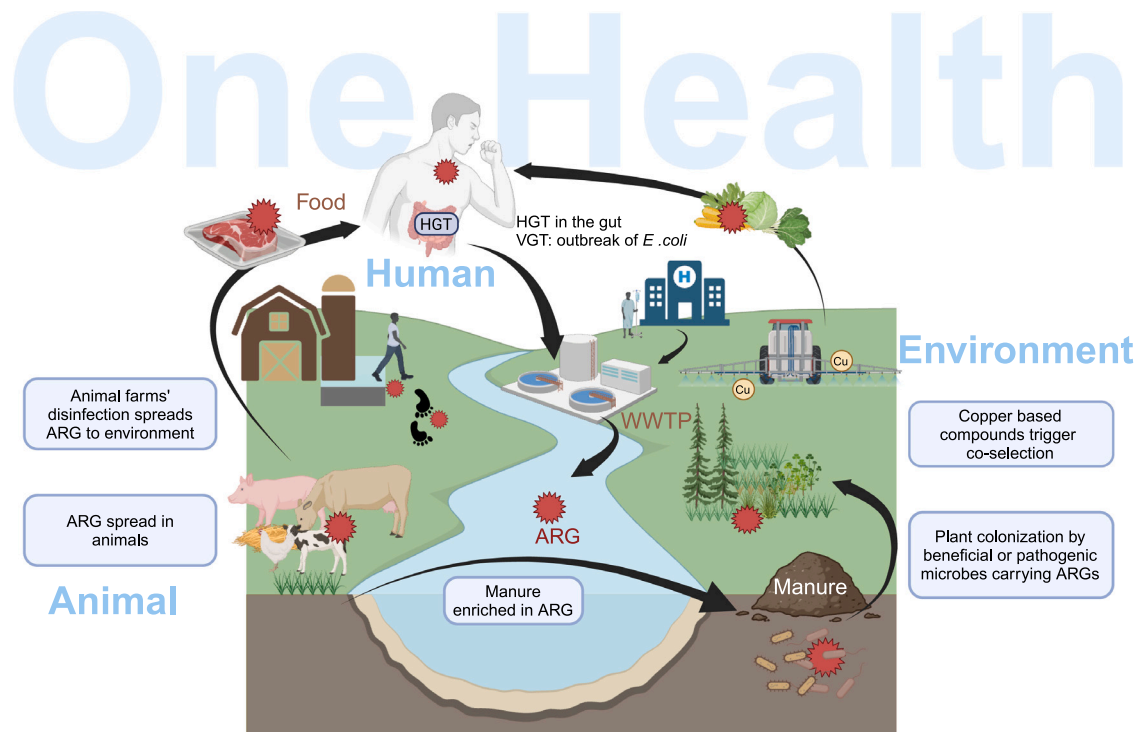 One Health
Food
HGT
HGT in the gut
VGT: outbreak of E .coli
Human
H
Cu
Cu
Environment
Animal farms'
disinfection spreads
ARG to environment
WWTP
Copper based
compounds trigger
co-selection
ARG spread in
animals
ARG
Plant colonization by
beneficial or pathogenic
microbes carrying ARGs
Animal
Manure
enriched in ARG
Manure